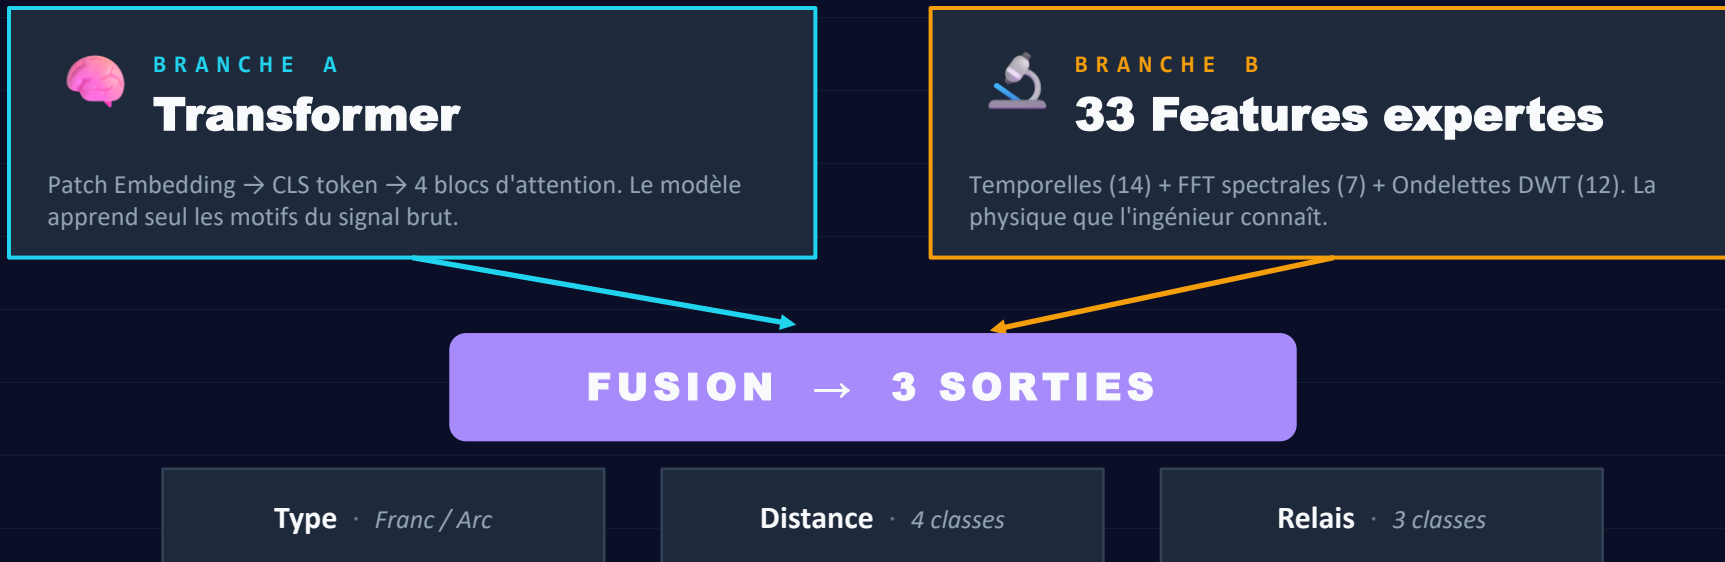 BRANCHE A
Transformer
Patch Embedding → CLS token → 4 blocs d'attention. Le modèle
apprend seul les motifs du signal brut.
BRANCHE B
33 Features expertes
Temporelles (14) + FFT spectrales (7) + Ondelettes DWT (12). La
physique que l'ingénieur connaît.
FUSION → 3 SORTIES
Type · Franc / Arc
Distance · 4 classes
Relais · 3 classes